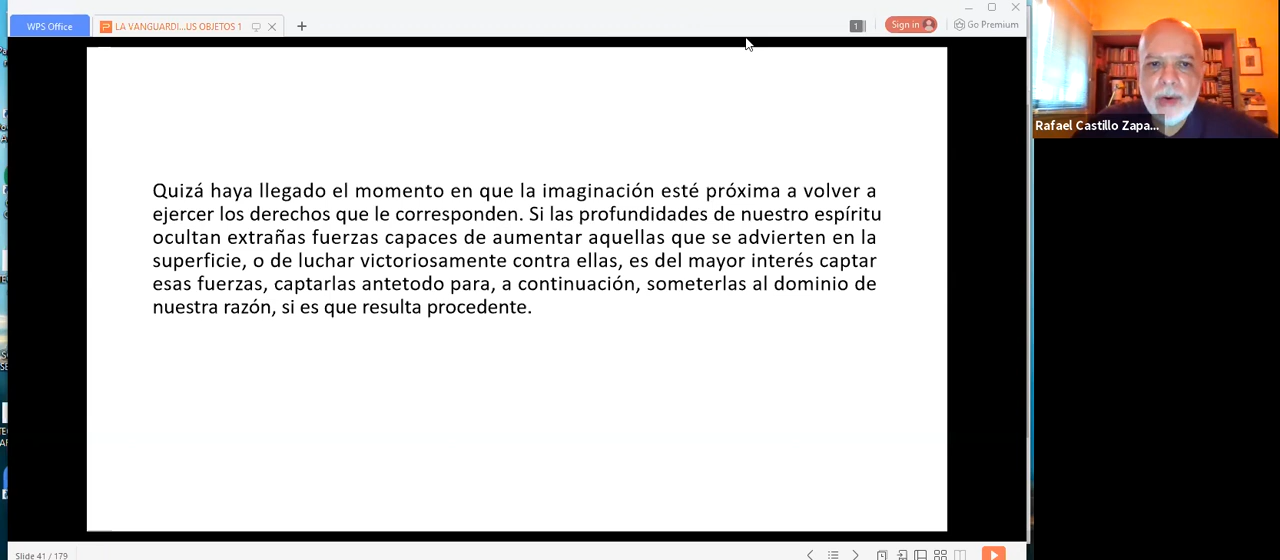 WPS Office
LA VANGUARDI...US OBJETOS 1
1
Sign in
Go Premium
Rafael Castillo Zapa...
Quizá haya llegado el momento en que la imaginación esté próxima a volver a
ejercer los derechos que le corresponden. Si las profundidades de nuestro espíritu
ocultan extrañas fuerzas capaces de aumentar aquellas que se advierten en la
superficie, o de luchar victoriosamente contra ellas, es del mayor interés captar
esas fuerzas, captarlas antetodo para, a continuación, someterlas al dominio de
nuestra razón, si es que resulta procedente.
Slide 41 / 179